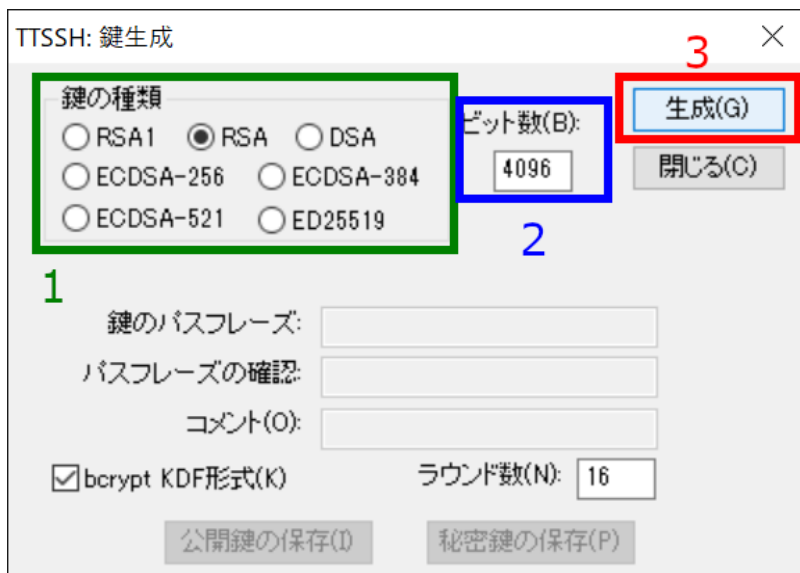 TTSSH: 鍵生成
3
鍵の種類
RSA1 RSA DSA
ECDSA-256 ECDSA-384
ECDSA-521 ED25519
ビット数(B):
4096
生成(G)
閉じる(C)
1
2
鍵のパスフレーズ:
パスフレーズの確認:
コメント(O):
bcrypt KDF形式(K) ラウンド数(N): 16
公開鍵の保存(I) 秘密鍵の保存(P)